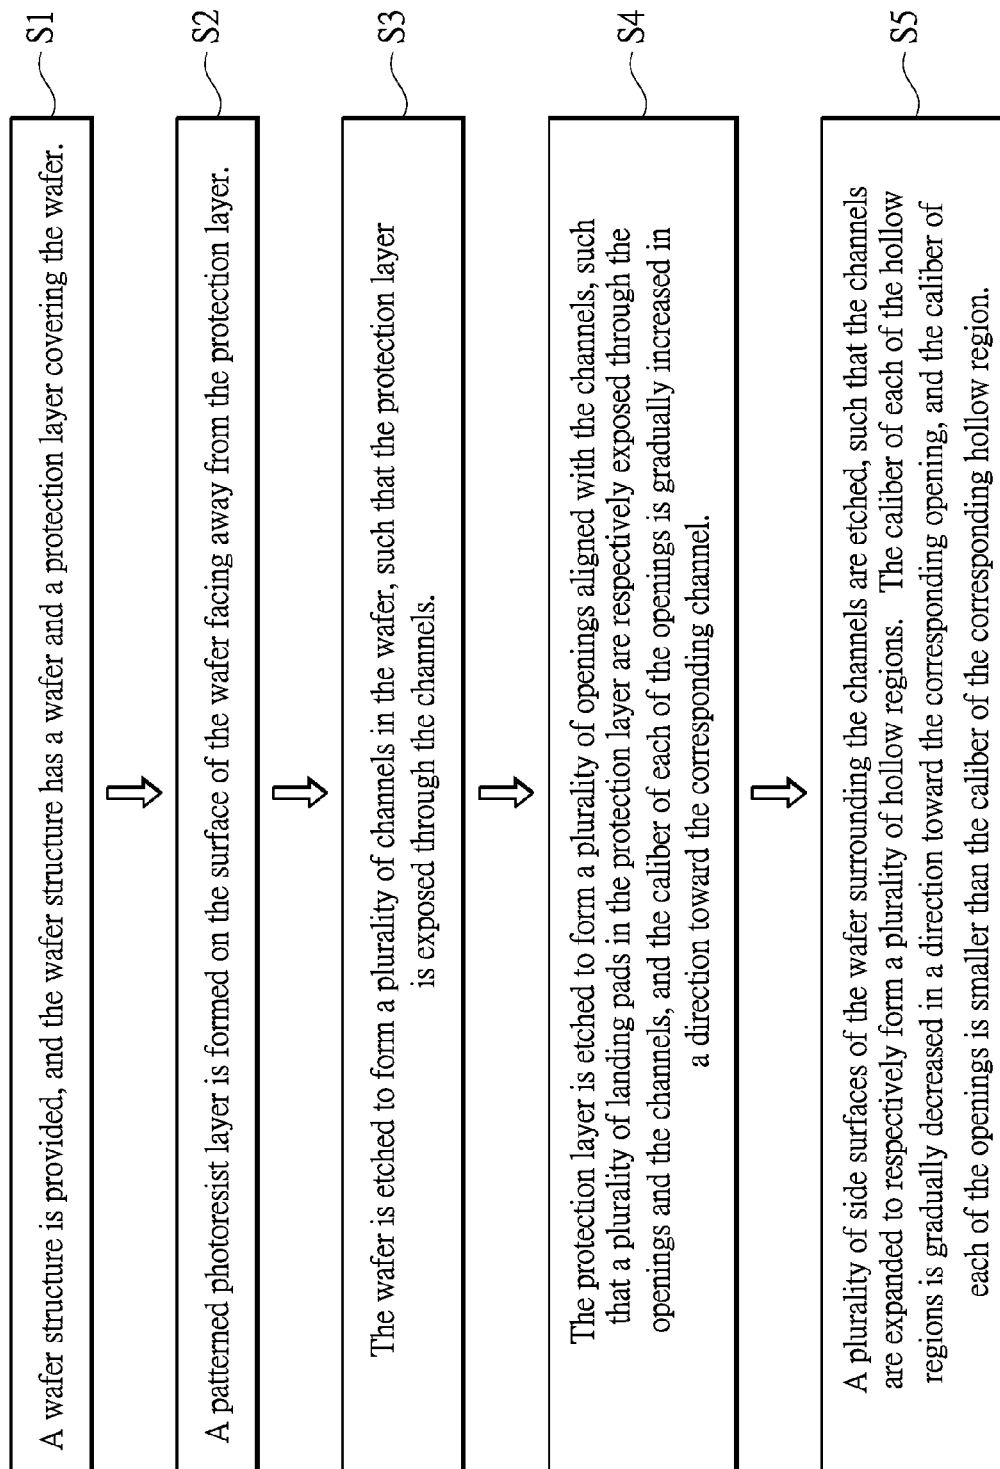 A wafer structure is provided, and the wafer structure has a wafer and a protection layer covering the wafer.
S1
A patterned photoresist layer is formed on the surface of the wafer facing away from the protection layer.
S2
The wafer is etched to form a plurality of channels in the wafer, such that the protection layer
is exposed through the channels.
S3
The protection layer is etched to form a plurality of openings aligned with the channels, such
that a plurality of landing pads in the protection layer are respectively exposed through the
openings and the channels, and the caliber of each of the openings is gradually increased in
a direction toward the corresponding channel.
S4
A plurality of side surfaces of the wafer surrounding the channels are etched, such that the channels
are expanded to respectively form a plurality of hollow regions. The caliber of each of the hollow
regions is gradually decreased in a direction toward the corresponding opening, and the caliber of
each of the openings is smaller than the caliber of the corresponding hollow region.
S5